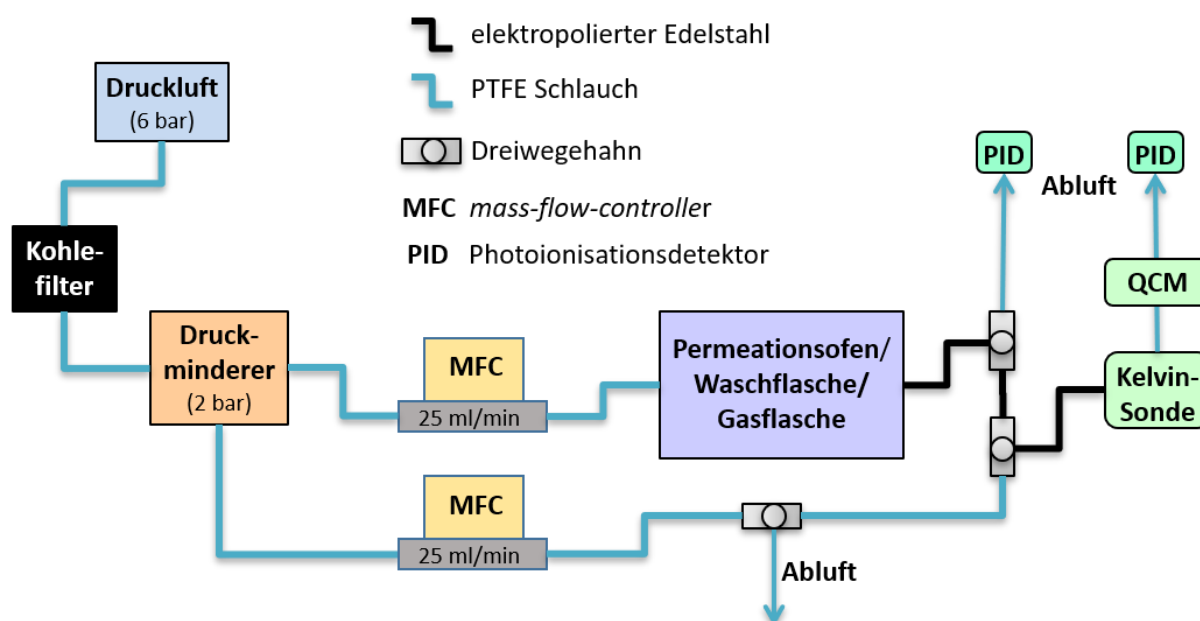 elektropolierter Edelstahl
PTFE Schlauch
Dreiwegehahn
MFC mass-flow-controller
PID Photoionisationsdetektor
Druckluft
(6 bar)
Kohle-
filter
Druck-
minderer
(2 bar)
MFC
25 ml/min
MFC
25 ml/min
Permeationsofen/
Waschflasche/
Gasflasche
Abluft
PID
Abluft
PID
QCM
Kelvin-
Sonde